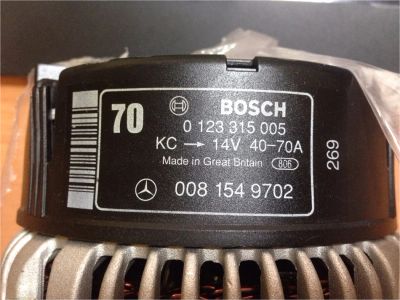 70
BOSCH
0 123 315 005
KC → 14V 40-70A
Made in Great Britain 806
008 154 9702
269